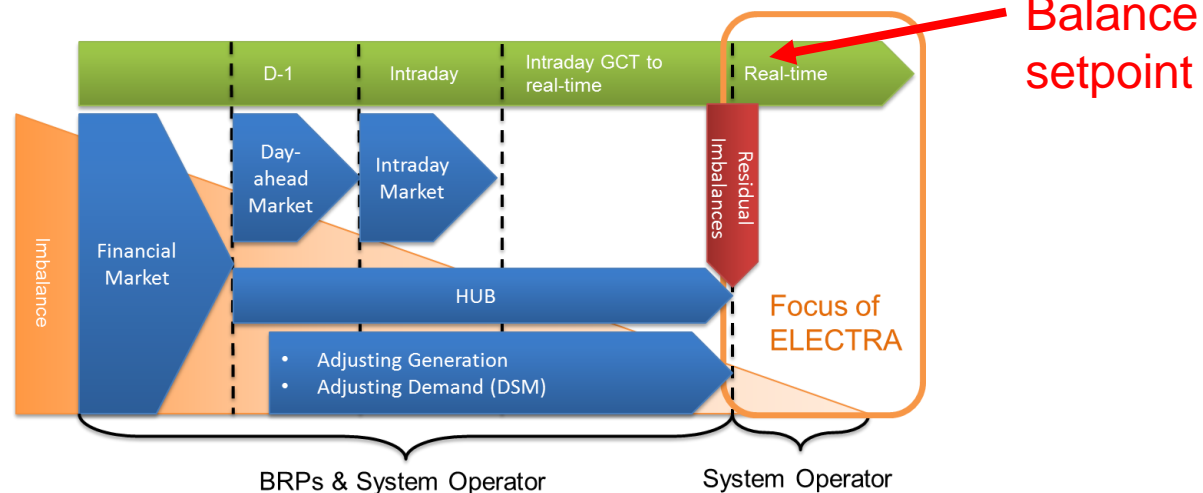 Balance
setpoint
D-1
Intraday
Intraday GCT to
real-time
Real-time
Imbalance
Financial
Market
Day-
ahead
Market
Intraday
Market
Residual
Imbalances
HUB
• Adjusting Generation
• Adjusting Demand (DSM)
Focus of
ELECTRA
BRPs & System Operator
System Operator